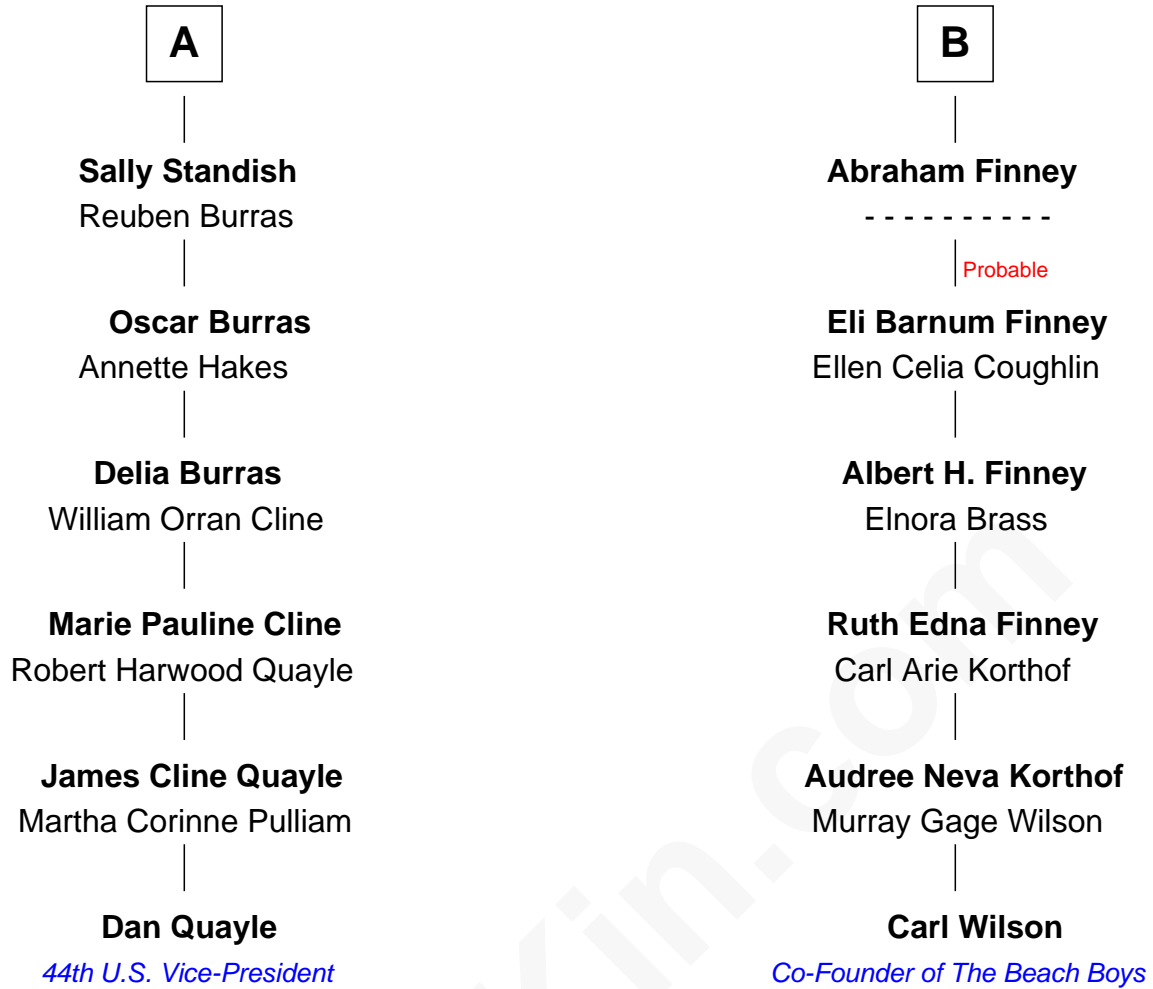 A
Sally Standish
Reuben Burras
Oscar Burras
Annette Hakes
Delia Burras
William Orran Cline
Marie Pauline Cline
Robert Harwood Quayle
James Cline Quayle
Martha Corinne Pulliam
Dan Quayle
44th U.S. Vice-President
B
Abraham Finney
- - - - - - - - - -
Probable
Eli Barnum Finney
Ellen Celia Coughlin
Albert H. Finney
Elnora Brass
Ruth Edna Finney
Carl Arie Korthof
Audree Neva Korthof
Murray Gage Wilson
Carl Wilson
Co-Founder of The Beach Boys
Kin.com